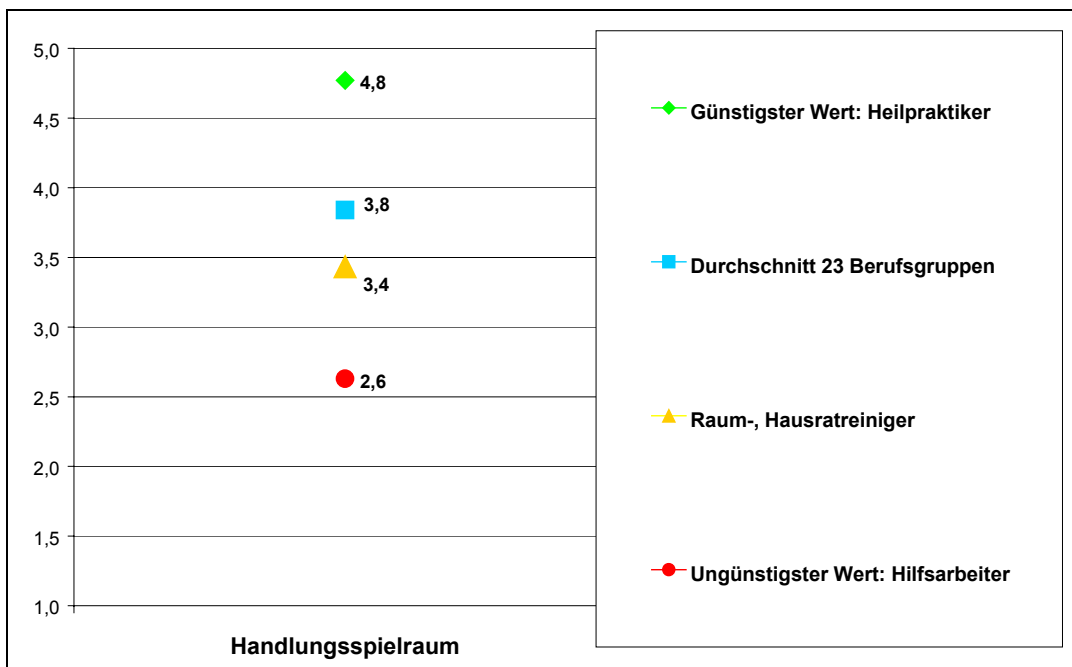 5,0
4,5
4,0
3,5
3,0
2,5
2,0
1,5
1,0
4,8
3,8
3,4
2,6
Handlungsspielraum
Günstigster Wert: Heilpraktiker
Durchschnitt 23 Berufsgruppen
Raum-, Hausratreiniger
Ungünstigster Wert: Hilfsarbeiter